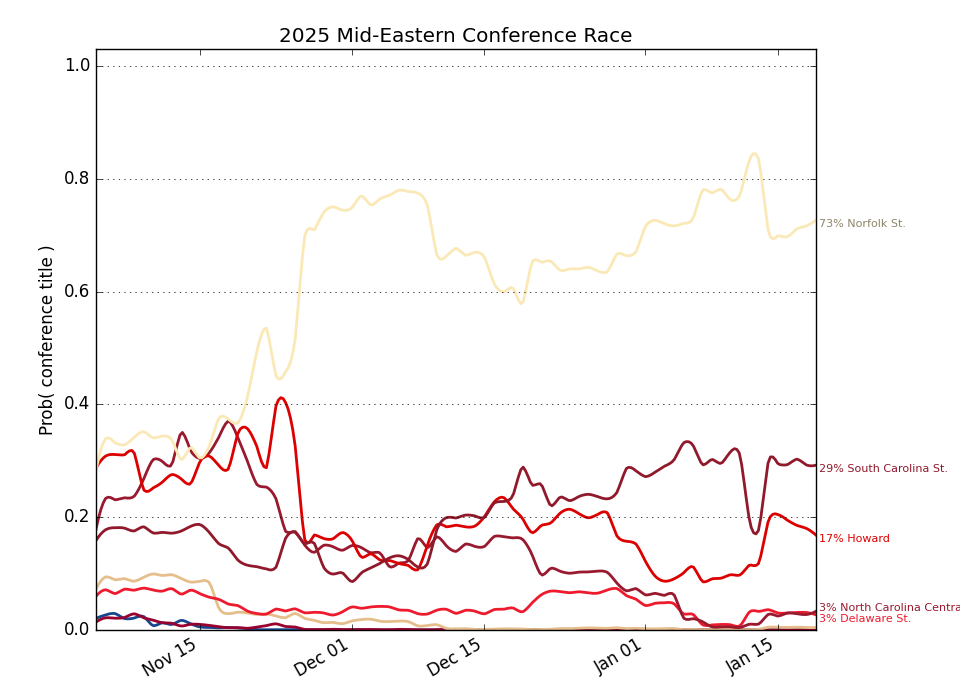 2025 Mid-Eastern Conference Race
1.0
0.8
0.6
0.4
0.2
0.0
Prob( conference title )
73% Norfolk St.
29% South Carolina St.
17% Howard
3% North Carolina Centra
3% Delaware St.
Nov 15
Dec 01
Dec 15
Jan 01
Jan 15